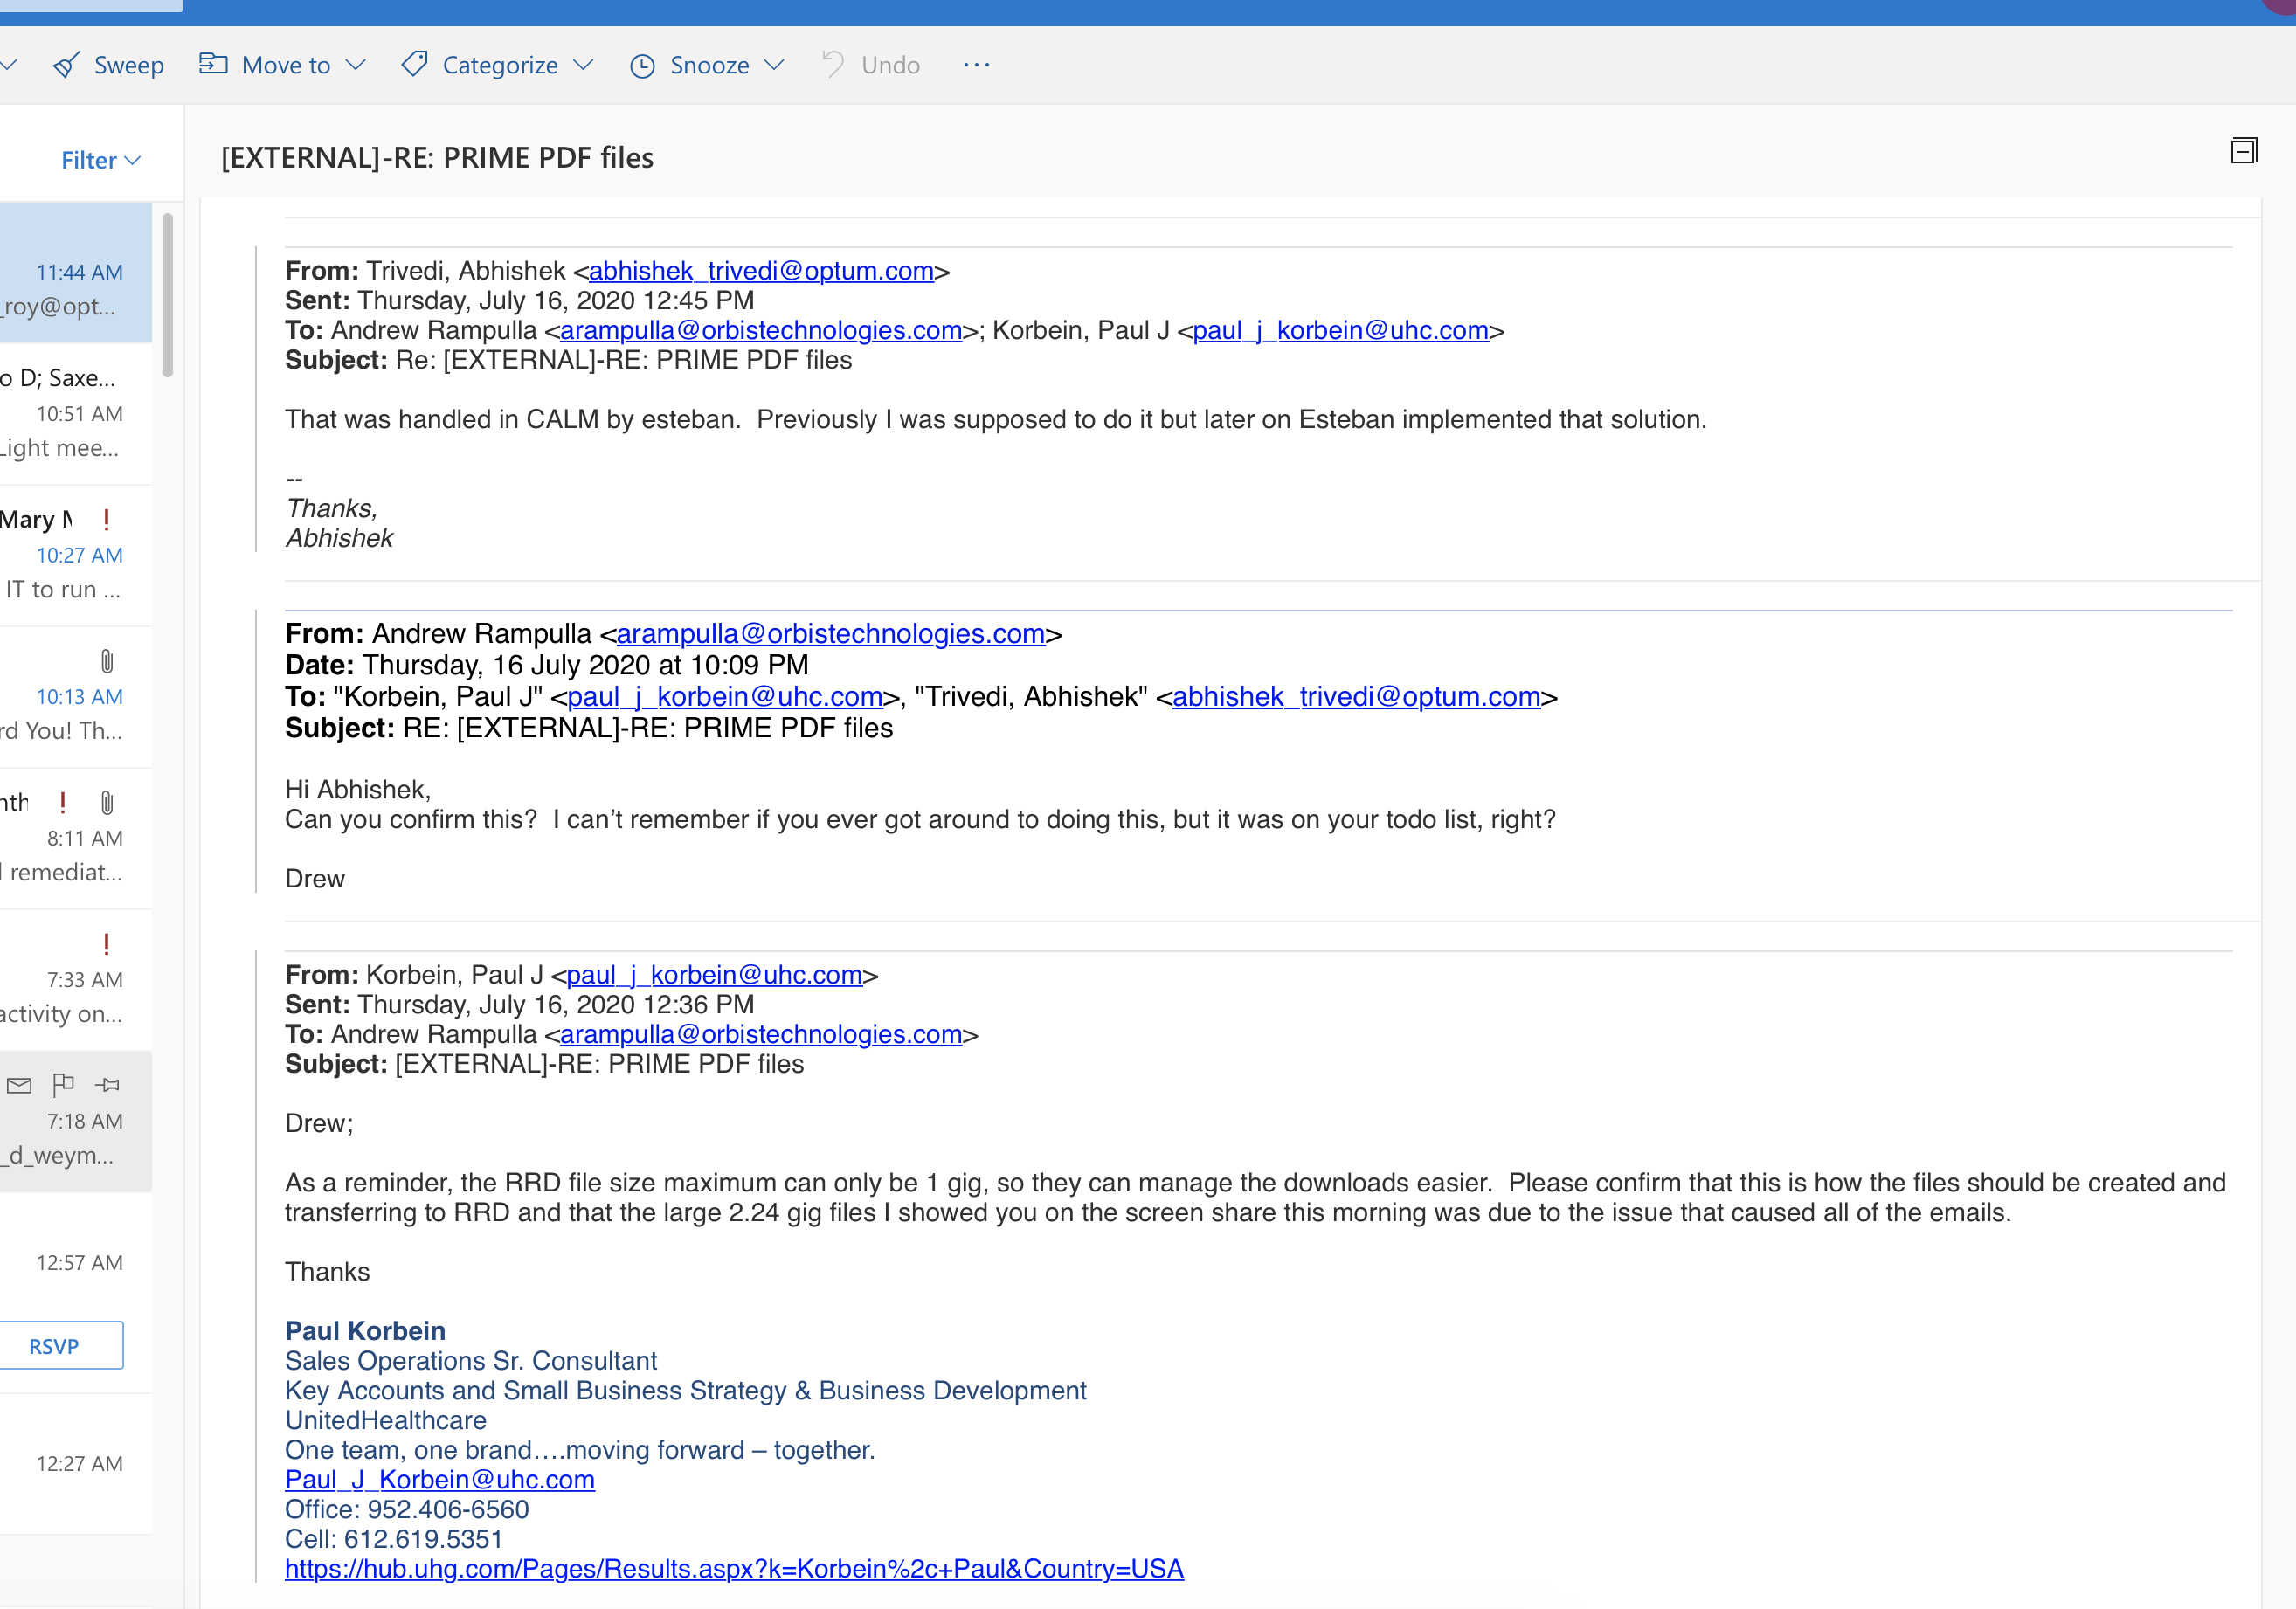 Sweep
Move to
Categorize
Snooze
Undo
Filter
[EXTERNAL]-RE: PRIME PDF files
11:44 AM
_roy@opt...
o D; Saxe...
10:51 AM
Light mee...
Mary
10:27 AM
IT to run ...
10:13 AM
rd You! Th...
nth
8:11 AM
remediat...
7:33 AM
activity on...
7:18 AM
_d_weym...
12:57 AM
RSVP
12:27 AM
From: Trivedi, Abhishek <abhishek_trivedi@optum.com>
Sent: Thursday, July 16, 2020 12:45 PM
To: Andrew Rampulla <arampulla@orbistechnologies.com>; Korbein, Paul J <paul_j_korbein@uhc.com>
Subject: Re: [EXTERNAL]-RE: PRIME PDF files
That was handled in CALM by esteban.  Previously I was supposed to do it but later on Esteban implemented that solution.
--
Thanks,
Abhishek
From: Andrew Rampulla <arampulla@orbistechnologies.com>
Date: Thursday, 16 July 2020 at 10:09 PM
To: "Korbein, Paul J" <paul_j_korbein@uhc.com>, "Trivedi, Abhishek" <abhishek_trivedi@optum.com>
Subject: RE: [EXTERNAL]-RE: PRIME PDF files
Hi Abhishek,
Can you confirm this?  I can’t remember if you ever got around to doing this, but it was on your todo list, right?
Drew
From: Korbein, Paul J <paul_j_korbein@uhc.com>
Sent: Thursday, July 16, 2020 12:36 PM
To: Andrew Rampulla <arampulla@orbistechnologies.com>
Subject: [EXTERNAL]-RE: PRIME PDF files
Drew;
As a reminder, the RRD file size maximum can only be 1 gig, so they can manage the downloads easier.  Please confirm that this is how the files should be created and
transferring to RRD and that the large 2.24 gig files I showed you on the screen share this morning was due to the issue that caused all of the emails.
Thanks
Paul Korbein
Sales Operations Sr. Consultant
Key Accounts and Small Business Strategy & Business Development
UnitedHealthcare
One team, one brand….moving forward – together.
Paul_J_Korbein@uhc.com
Office: 952.406-6560
Cell: 612.619.5351
https://hub.uhg.com/Pages/Results.aspx?k=Korbein%2c+Paul&Country=USA